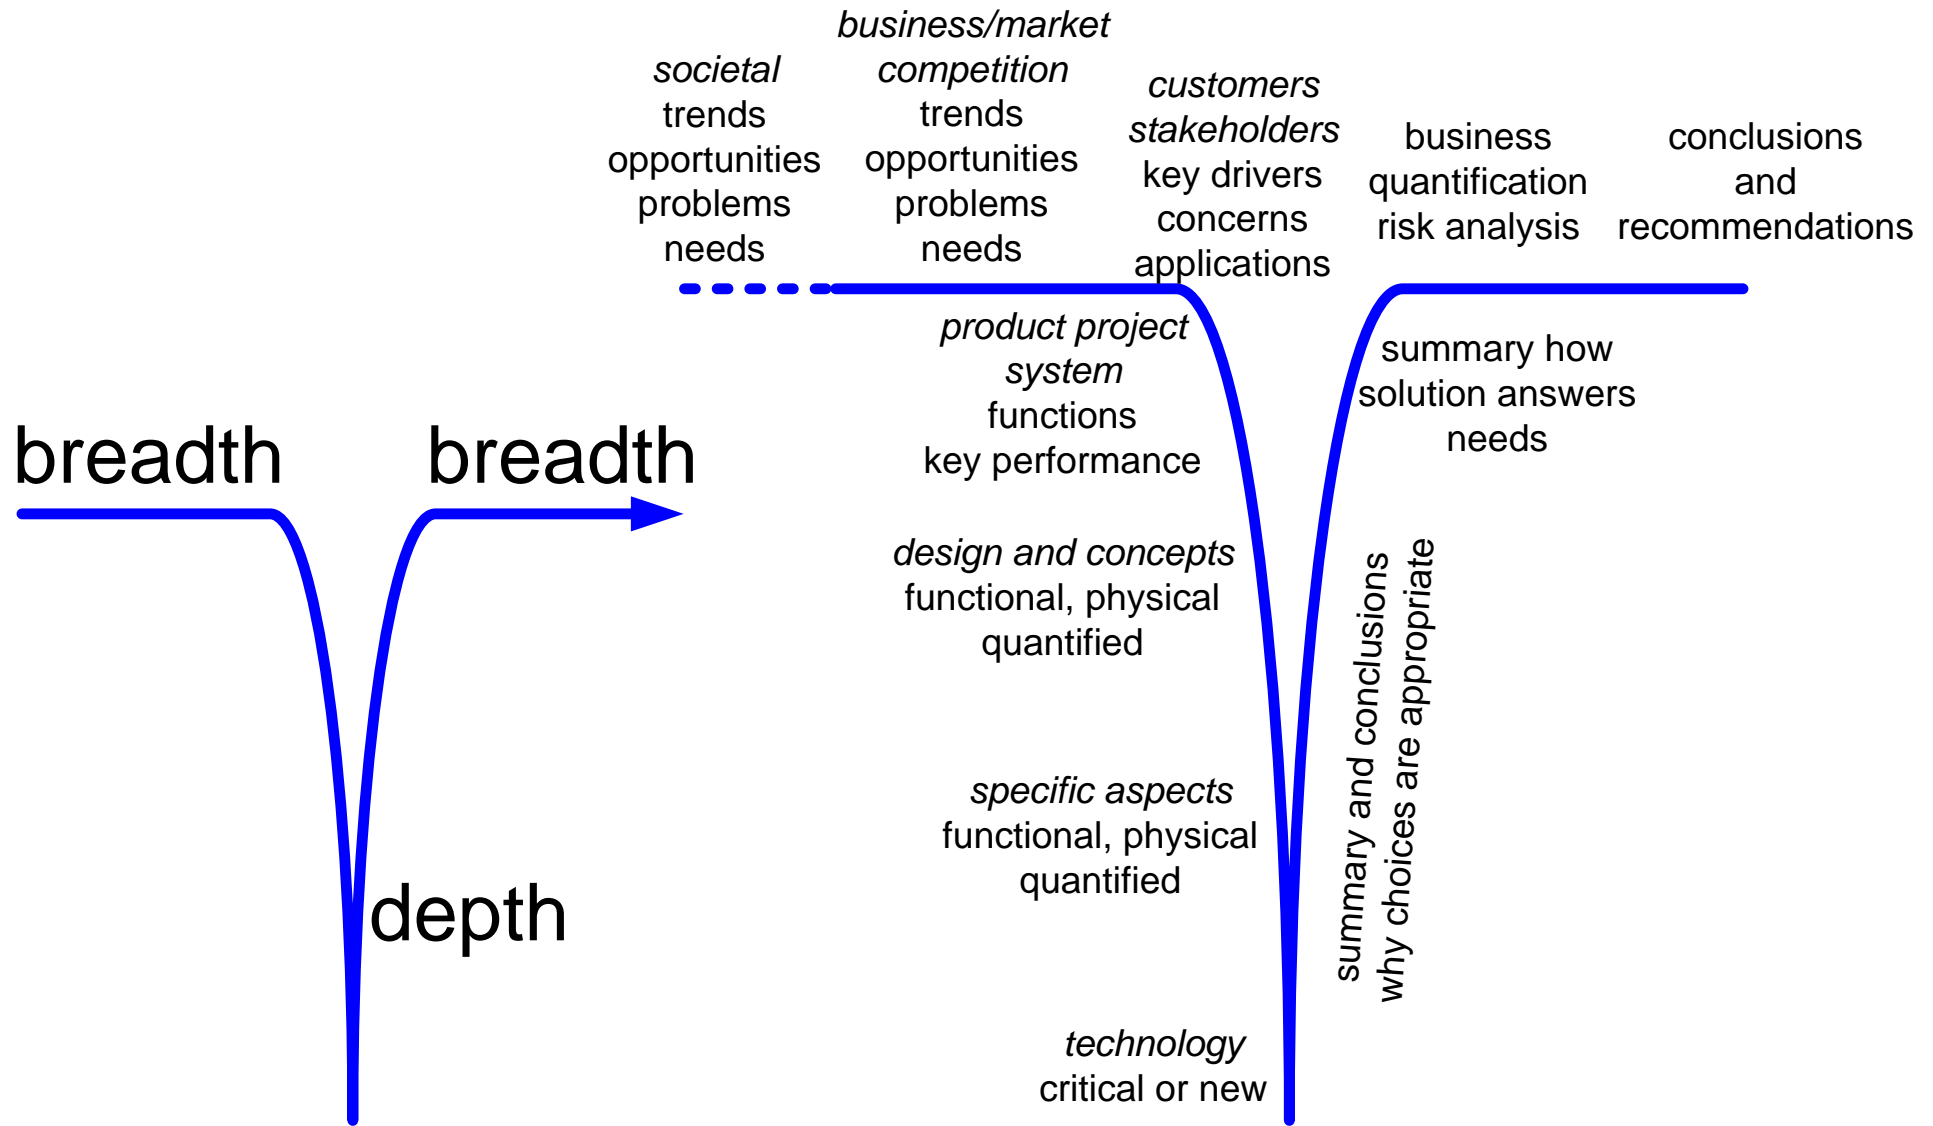 breadth
breadth
depth
societal
trends
opportunities
problems
needs
business/market
competition
trends
opportunities
problems
needs
customers
stakeholders
key drivers
concerns
applications
business
quantification
risk analysis
conclusions
and
recommendations
product project
system
functions
key performance
design and concepts
functional, physical
quantified
specific aspects
functional, physical
quantified
technology
critical or new
summary and conclusions
why choices are appropriate
summary how
solution answers
needs